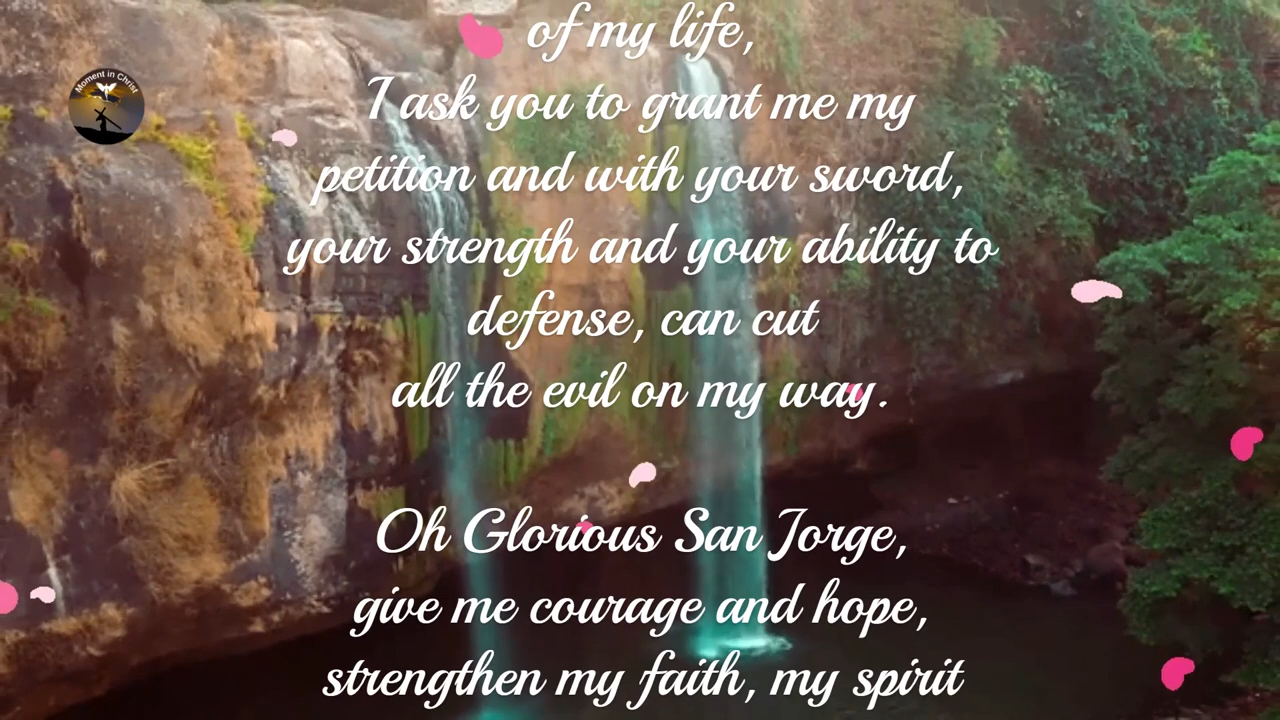 of my life,
Moment in Christ
I ask you to grant me my
petition and with your sword,
your strength and your ability to
defense, can cut
all the evil on my way.
Oh Glorious San Jorge,
give me courage and hope,
strengthen my faith, my spirit